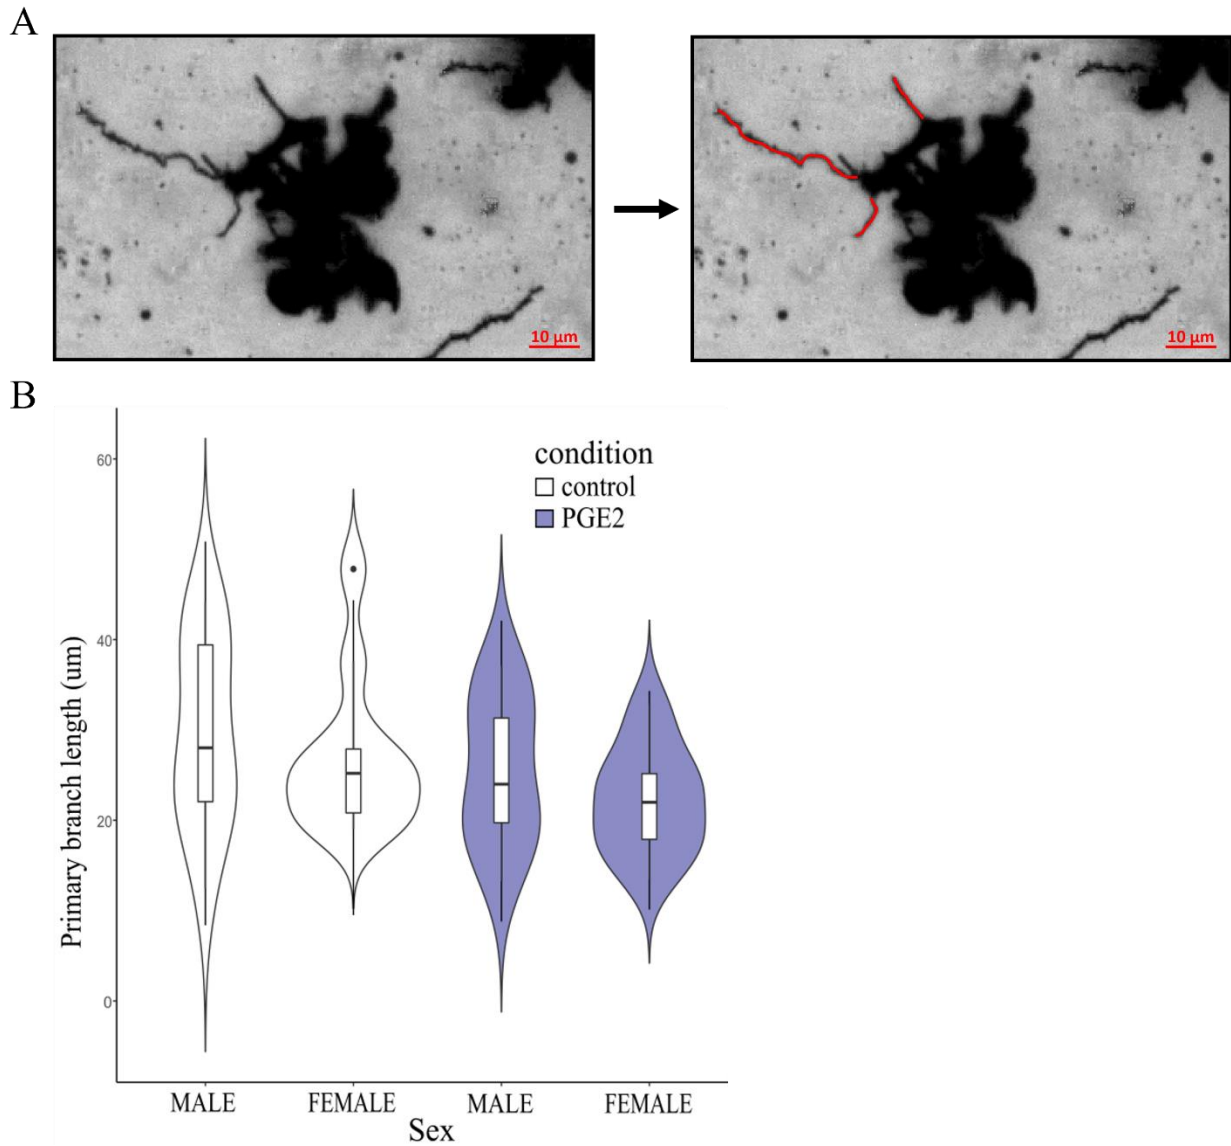 A
10 µm
10 µm
B
condition
control
PGE2
Primary branch length (um)
60
40
20
0
MALE FEMALE MALE FEMALE
Sex